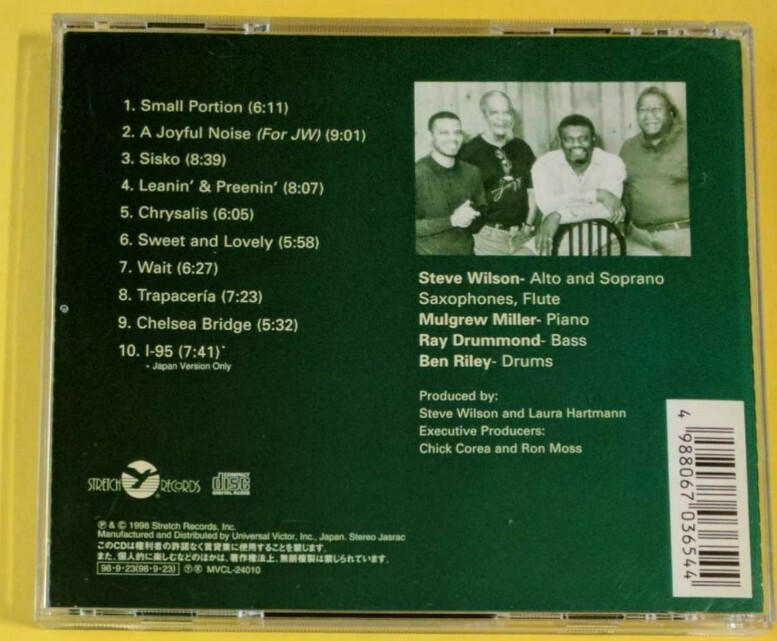 1. Small Portion (6:11)
2. A Joyful Noise (For JW) (9:01)
3. Sisko (8:39)
4. Leanin' & Preenin' (8:07)
5. Chrysalis (6:05)
6. Sweet and Lovely (5:58)
7. Wait (6:27)
8. Trapacería (7:23)
9. Chelsea Bridge (5:32)
10. I-95 (7:41)*
• Japan Version Only
Steve Wilson- Alto and Soprano
Saxophones, Flute
Mulgrew Miller- Piano
Ray Drummond- Bass
Ben Riley- Drums
Produced by:
Steve Wilson and Laura Hartmann
Executive Producers:
Chick Corea and Ron Moss
STRETCH RECORDS
COMPACT
disc
DIGITAL AUDIO
℗ & © 1998 Stretch Records, Inc.
Manufactured and Distributed by Universal Victor, Inc., Japan. Stereo Jasrac
このCDは権利者の許諾なく賃貸業に使用することを禁じます。
また、個人的に楽しむなどのほかは、著作権法上、無断複製は禁じられています。
98・9・23(98・9・23) MVCL-24010
4 988067 036544